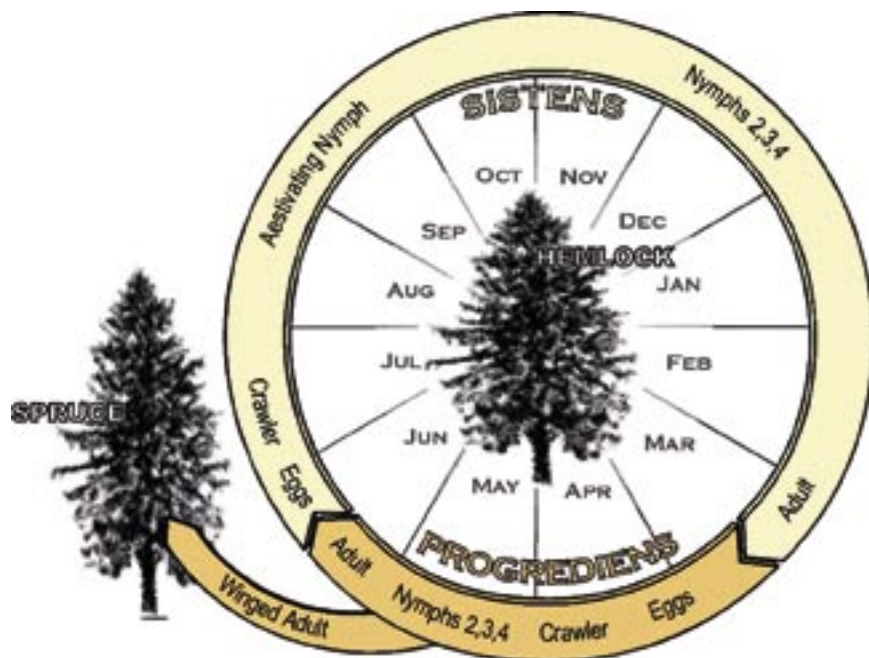 SISTENS
Nymphs 2,3,4
Aestivating Nymph
OCT
NOV
SEP
DEC
HEMLOCK
AUG
JAN
JUL
FEB
Crawler
SPRUCE
JUN
MAR
Eggs
MAY
APR
Adult
PROGREDIENS
Adult
Nymphs 2,3,4
Crawler
Eggs
Winged Adult